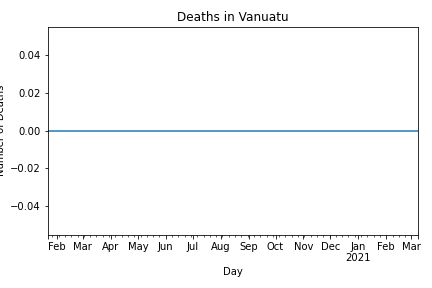 Deaths in Vanuatu
Number of Deaths
0.04
0.02
0.00
−0.02
−0.04
Feb Mar Apr May Jun Jul Aug Sep Oct Nov Dec Jan Feb Mar
2021
Day